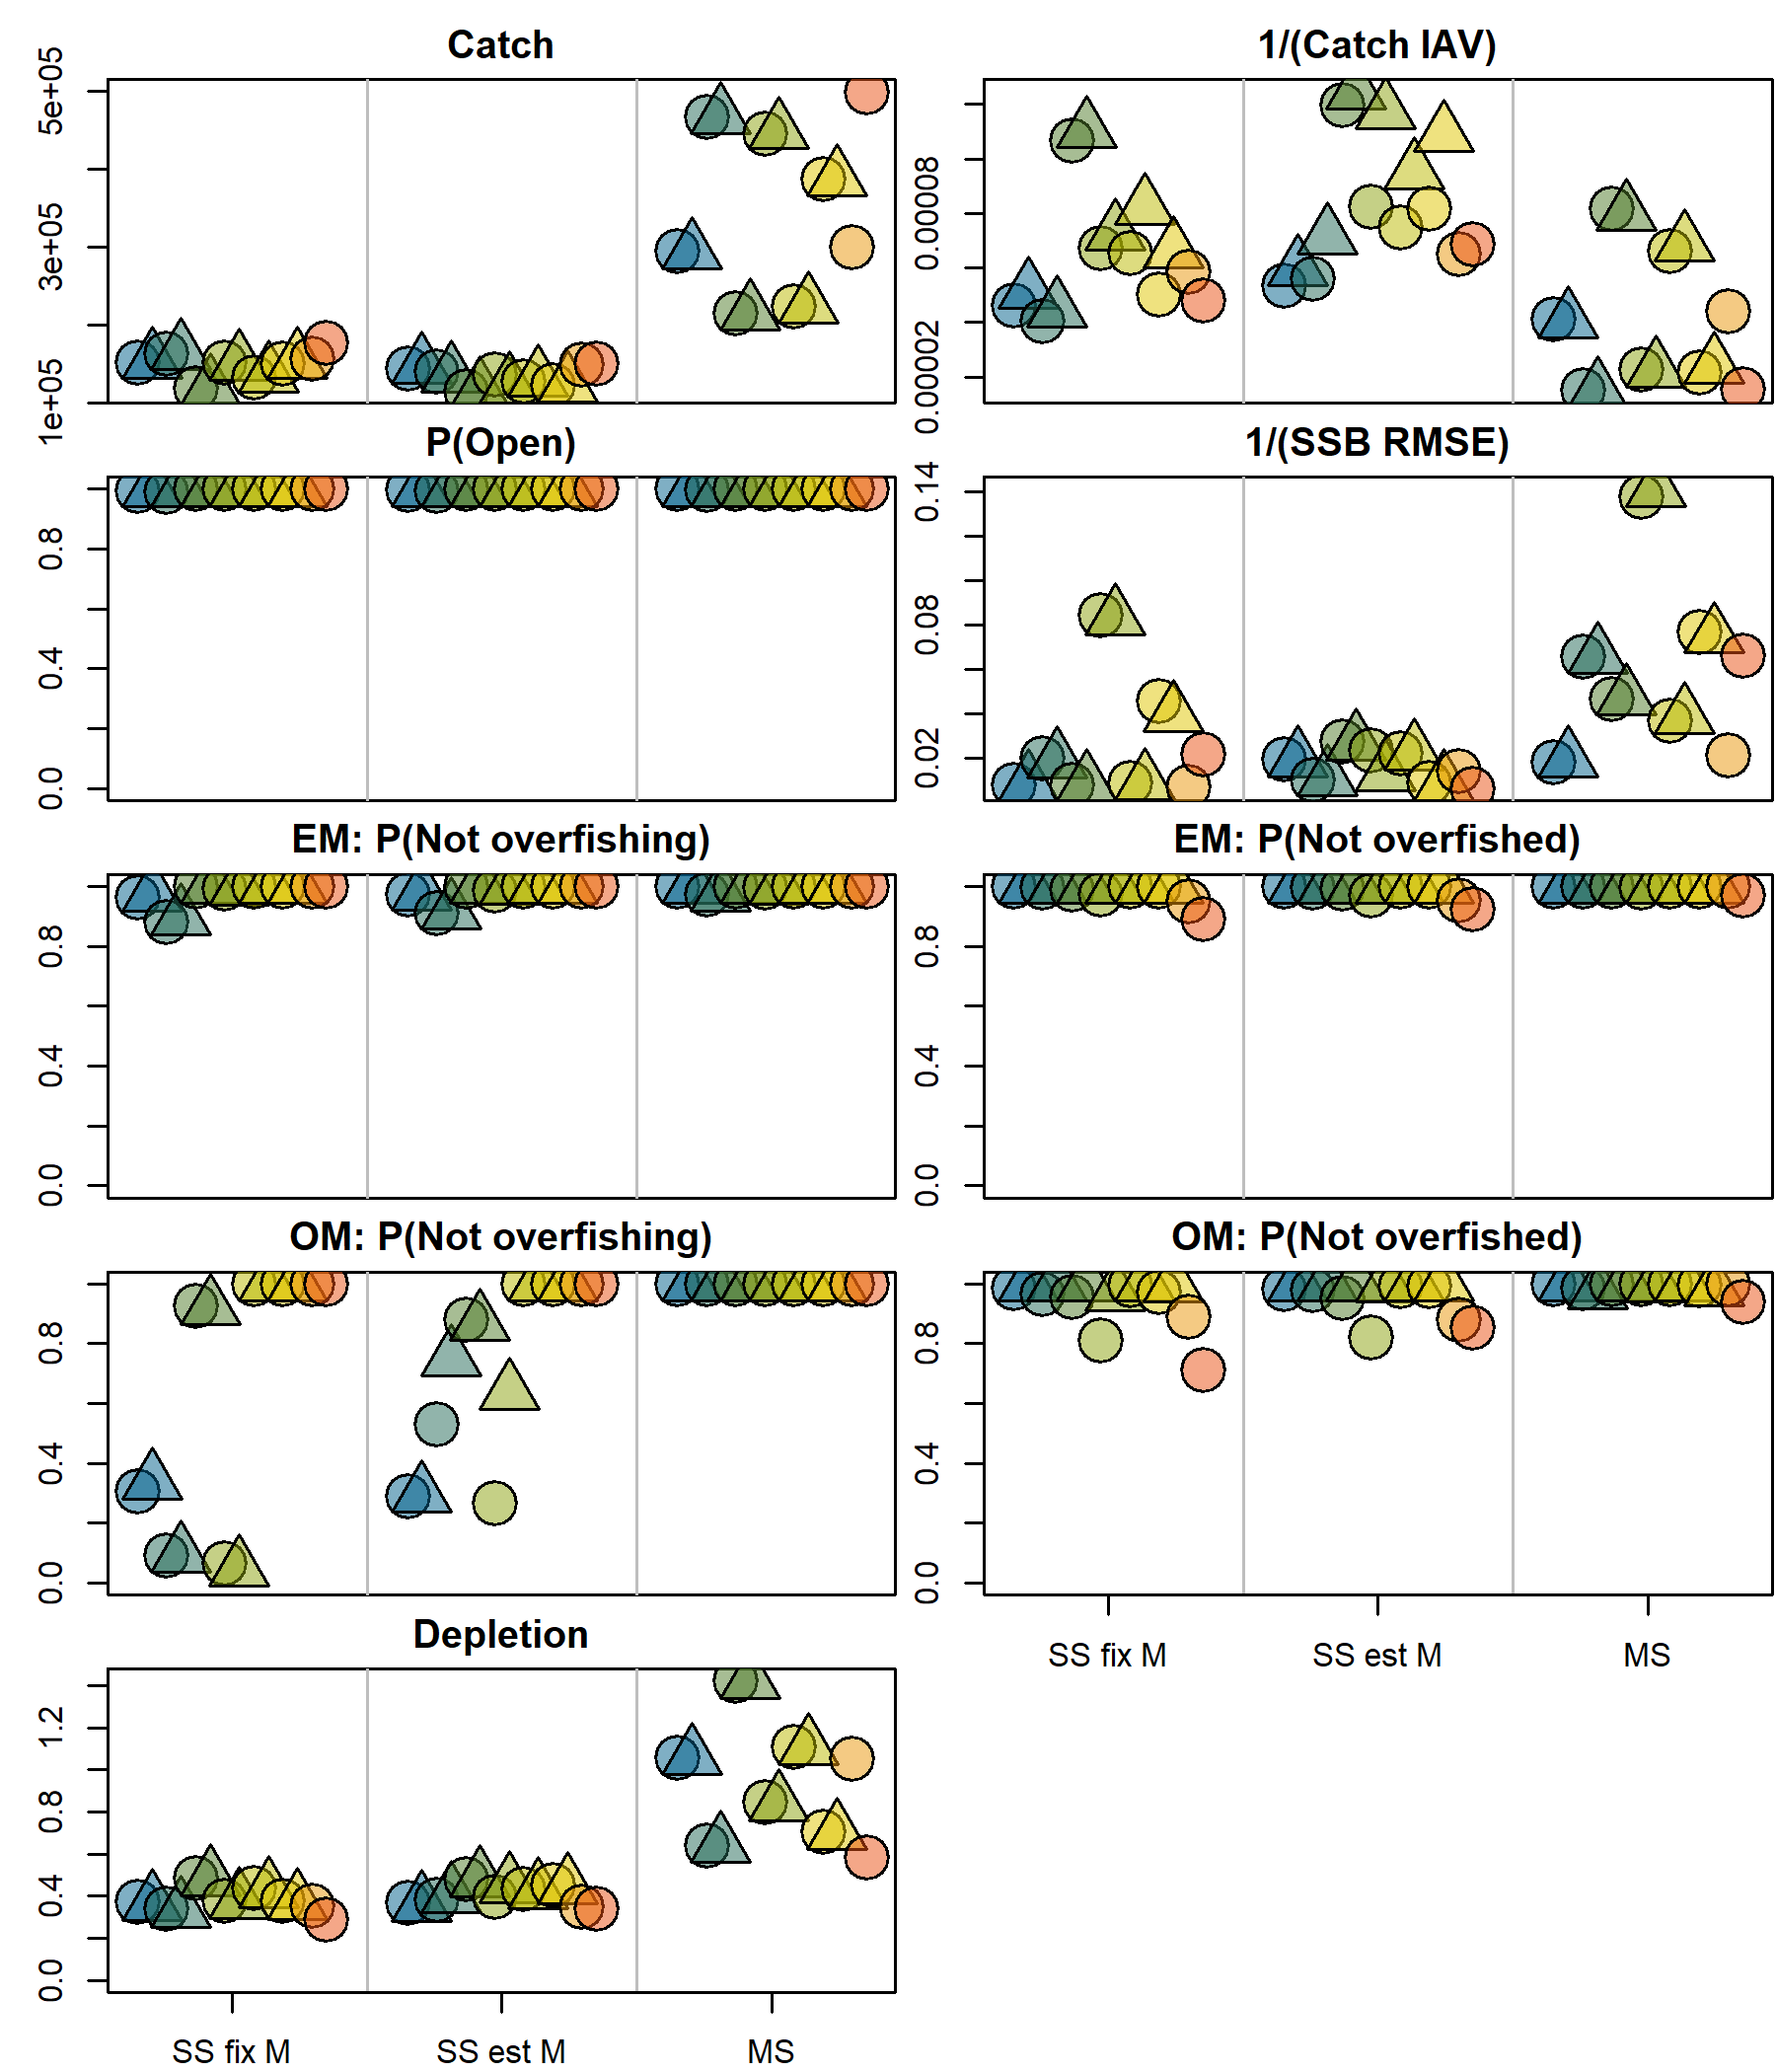 Catch
1e+05 3e+05 5e+05
1/(Catch IAV)
0.00002 0.00008
P(Open)
0.0 0.4 0.8
1/(SSB RMSE)
0.02 0.08 0.14
EM: P(Not overfishing)
0.0 0.4 0.8
EM: P(Not overfished)
0.0 0.4 0.8
OM: P(Not overfishing)
0.0 0.4 0.8
OM: P(Not overfished)
0.0 0.4 0.8
SS fix M SS est M MS
Depletion
0.0 0.4 0.8 1.2
SS fix M SS est M MS